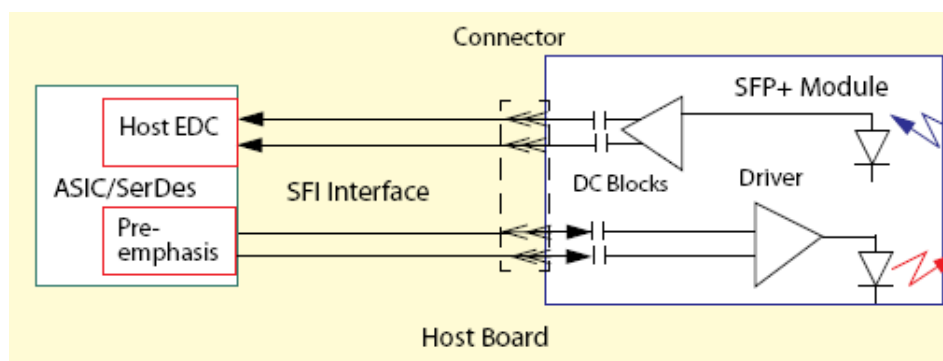 Connector
SFP+ Module
Host EDC
ASIC/SerDes
SFI Interface
DC Blocks
Driver
Pre-
emphasis
Host Board